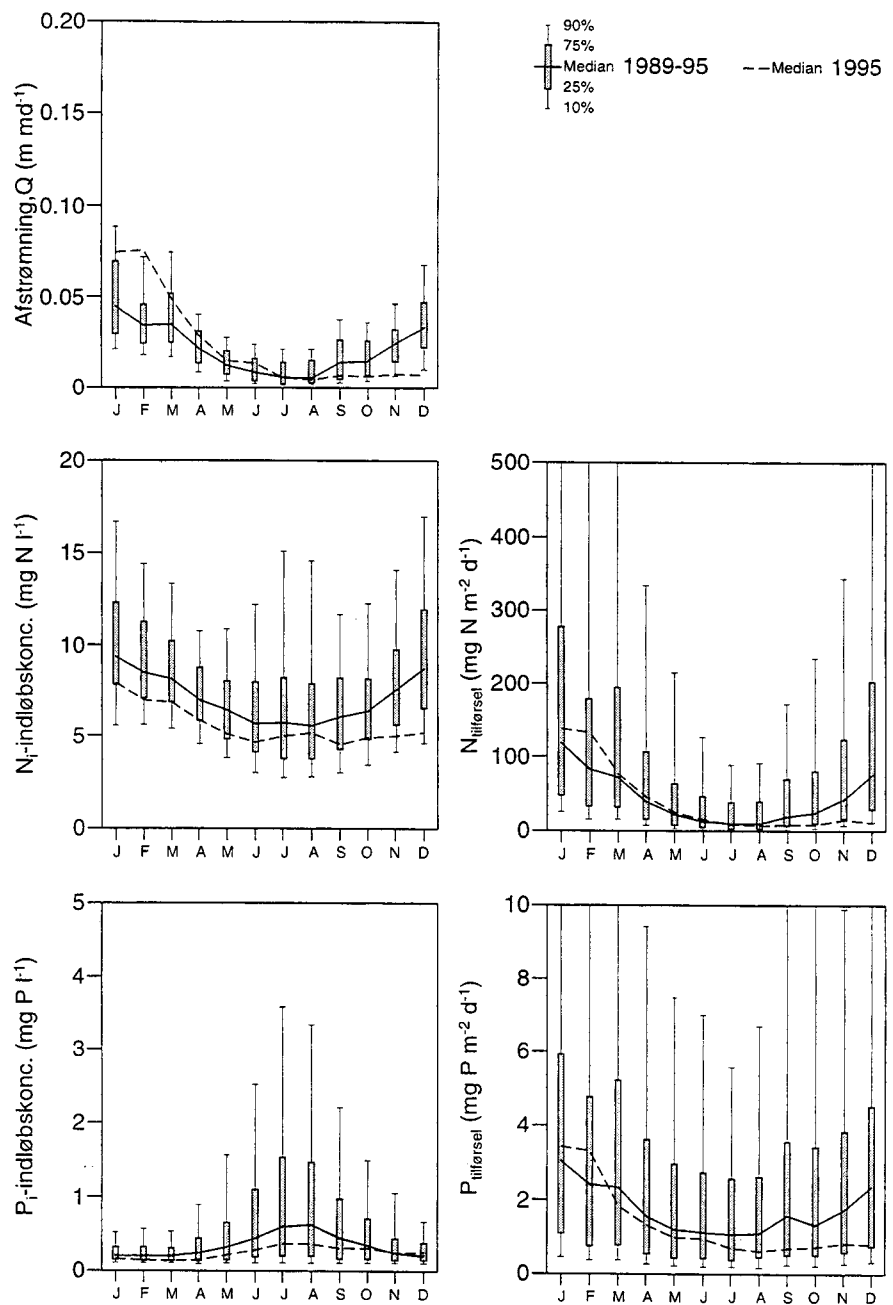 90%
75%
Median 1989-95
25%
10%
Median 1995
Afstrømning,Q (m md-1)
0.20
0.15
0.10
0.05
0
J F M A M J J A S O N D
Ni-indløbskonc. (mg N l-1)
20
15
10
5
0
J F M A M J J A S O N D
Ntilførsel (mg N m-2 d-1)
500
400
300
200
100
0
J F M A M J J A S O N D
Pi-indløbskonc. (mg P l-1)
5
4
3
2
1
0
J F M A M J J A S O N D
Ptilførsel (mg P m-2 d-1)
10
8
6
4
2
0
J F M A M J J A S O N D